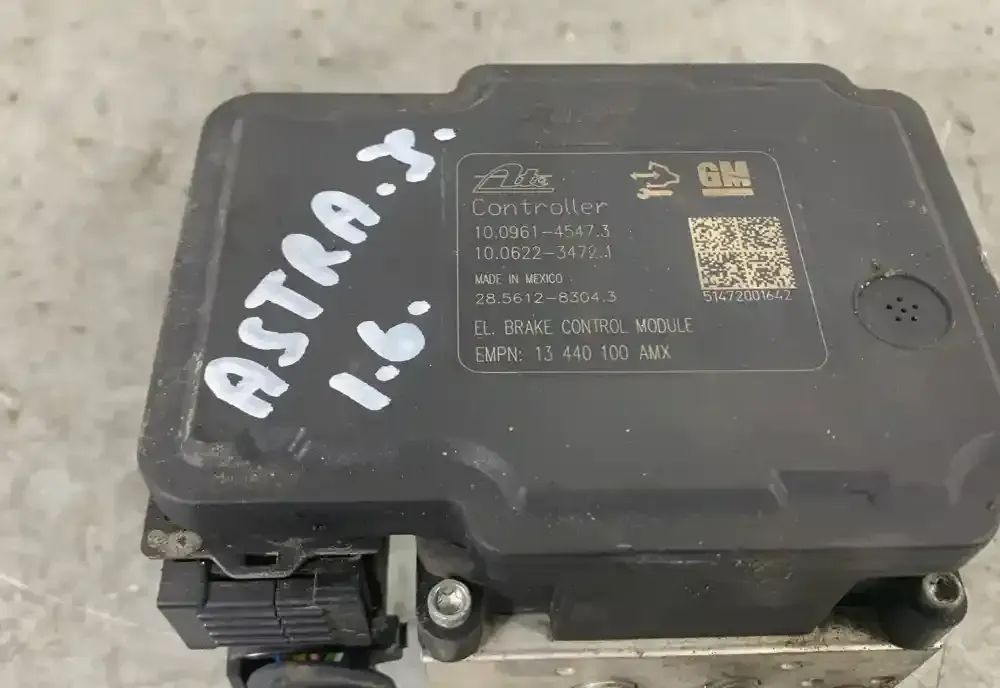 ASTRA.J.
1.6.
Ate
GM
Controller
10.0961-4547.3
10.0622-3472.1
MADE IN MEXICO
28.5612-8304.3
51472001642
EL. BRAKE CONTROL MODULE
EMPN: 13 440 100 AMX